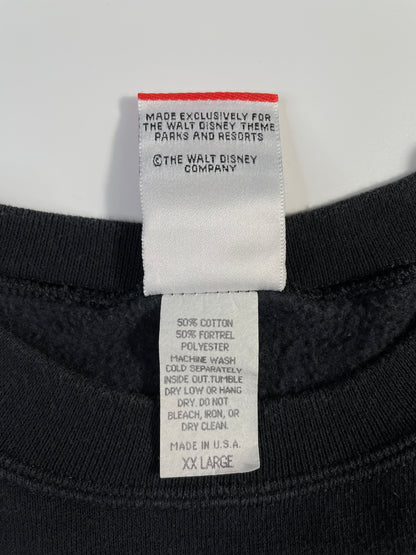 MADE EXCLUSIVELY FOR
THE WALT DISNEY THEME
PARKS AND RESORTS
©THE WALT DISNEY
COMPANY
50% COTTON
50% FORTREL
POLYESTER
MACHINE WASH
COLD SEPARATELY
INSIDE OUT.TUMBLE
DRY LOW OR HANG
DRY. DO NOT
BLEACH, IRON, OR
DRY CLEAN.
MADE IN U.S.A.
XX LARGE